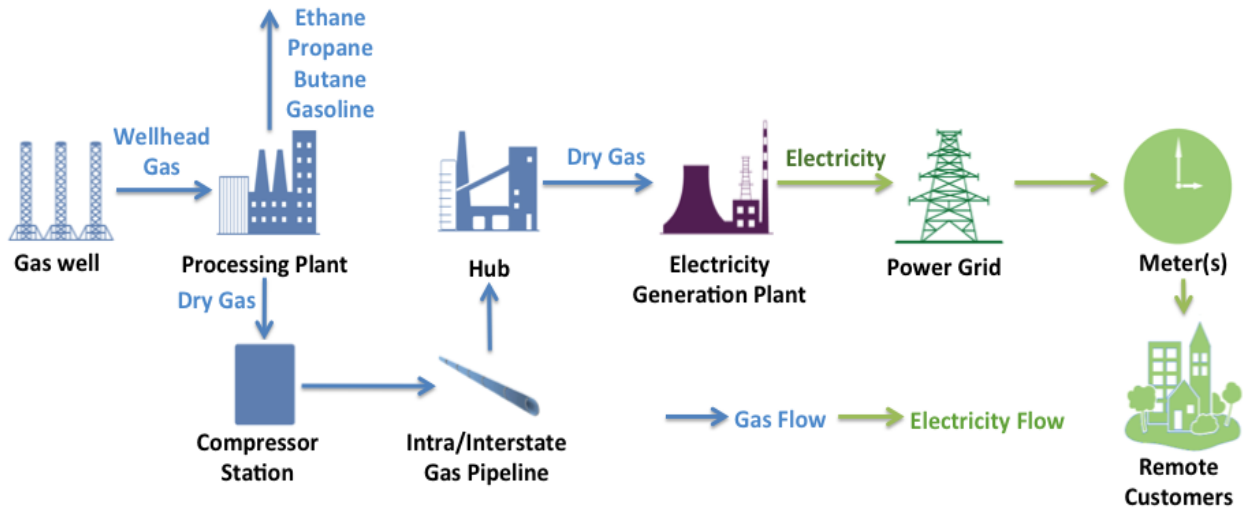 Ethane
Propane
Butane
Gasoline
Wellhead
Gas
Dry Gas
Electricity
Gas well
Processing Plant
Hub
Electricity
Generation Plant
Power Grid
Meter(s)
Dry Gas
Compressor
Station
Intra/Interstate
Gas Pipeline
Gas Flow
Electricity Flow
Remote
Customers